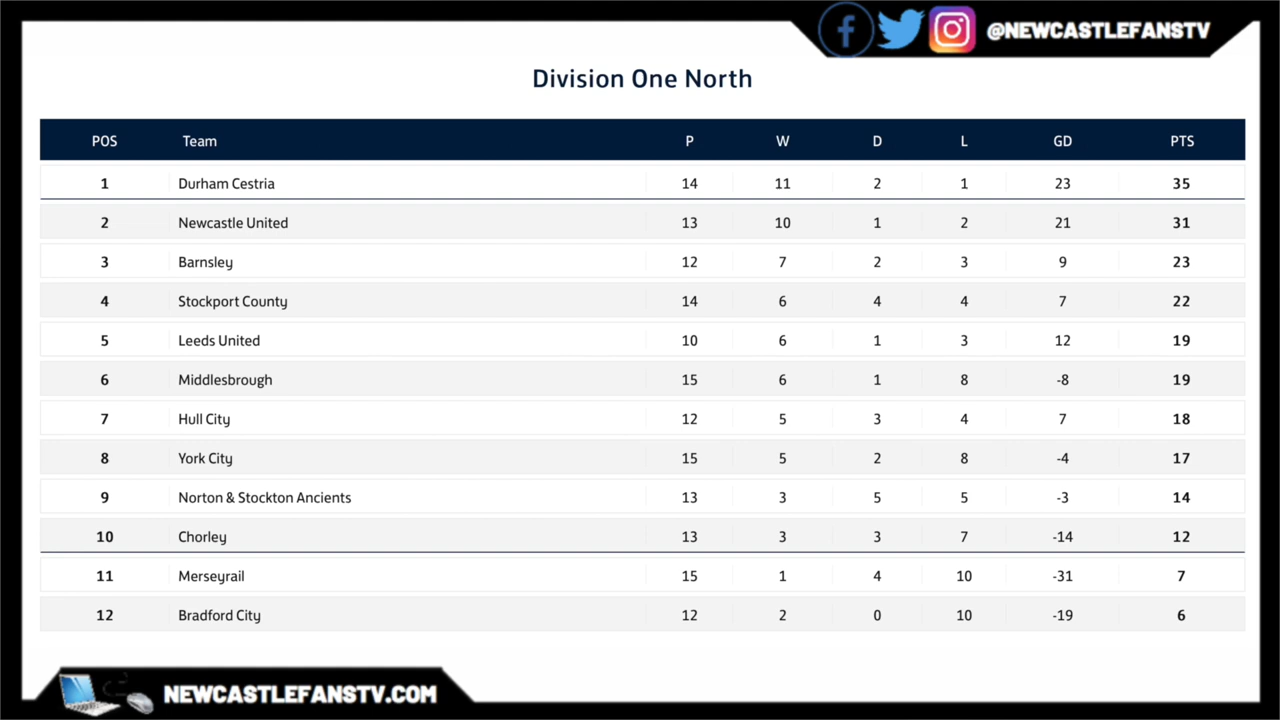 @NEWCASTLEFANSTV
Division One North
POS Team P W D L GD PTS
1 Durham Cestria 14 11 2 1 23 35
2 Newcastle United 13 10 1 2 21 31
3 Barnsley 12 7 2 3 9 23
4 Stockport County 14 6 4 4 7 22
5 Leeds United 10 6 1 3 12 19
6 Middlesbrough 15 6 1 8 -8 19
7 Hull City 12 5 3 4 7 18
8 York City 15 5 2 8 -4 17
9 Norton & Stockton Ancients 13 3 5 5 -3 14
10 Chorley 13 3 3 7 -14 12
11 Merseyrail 15 1 4 10 -31 7
12 Bradford City 12 2 0 10 -19 6
NEWCASTLEFANSTV.COM